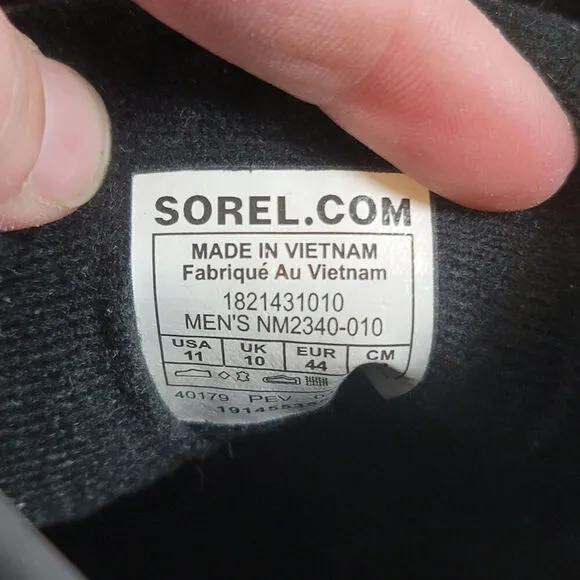 SOREL.COM
MADE IN VIETNAM
Fabriqué Au Vietnam
1821431010
MEN'S NM2340-010
USA UK EUR CM
11 10 44
40179 PEV